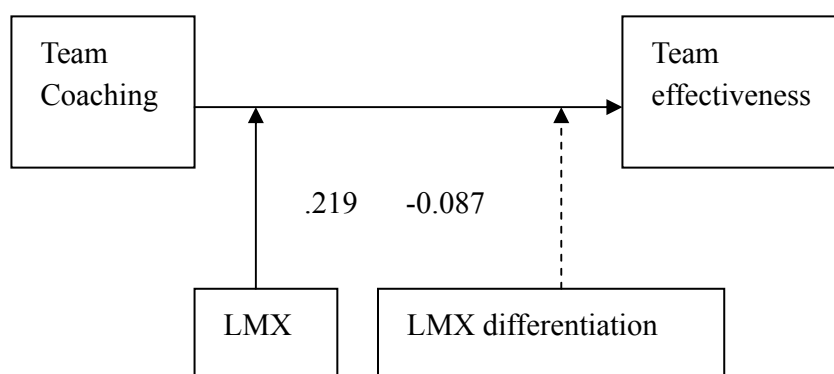 Team
Coaching
Team
effectiveness
.219
-0.087
LMX
LMX differentiation